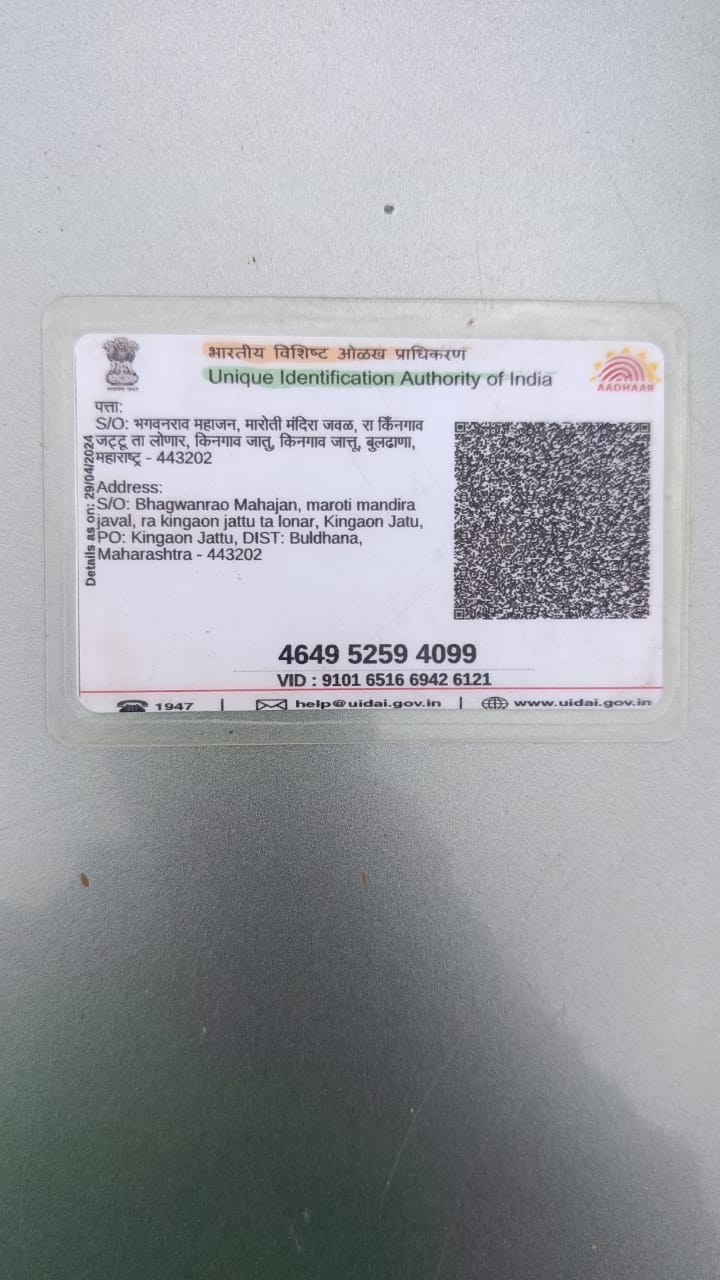 भारतीय विशिष्ट ओळख प्राधिकरण
Unique Identification Authority of India
AADHAAR
पत्ता:
S/O: भगवनराव महाजन, मारोती मंदिरा जवळ, रा किंनगाव
जट्टू ता लोणार, किनगाव जातु, किनगाव जात्तू, बुलढाणा,
महाराष्ट्र - 443202
Details as on: 29/04/2024
Address:
S/O: Bhagwanrao Mahajan, maroti mandira
javal, ra kingaon jattu ta lonar, Kingaon Jatu,
PO: Kingaon Jattu, DIST: Buldhana,
Maharashtra - 443202
4649 5259 4099
VID : 9101 6516 6942 6121
1947 | help@uidai.gov.in | www.uidai.gov.in